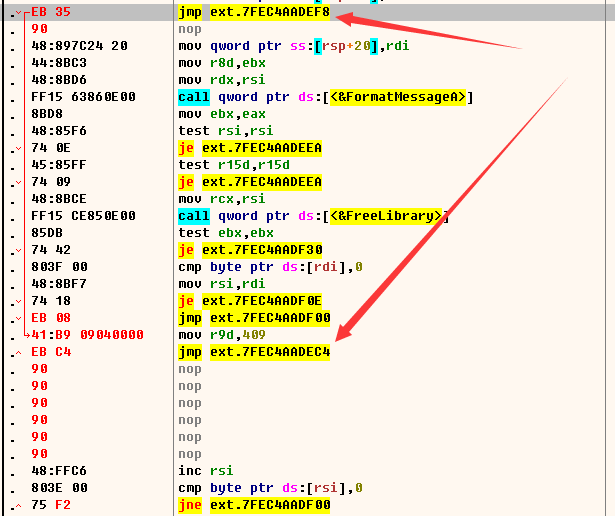 EB 35 jmp ext.7FEC4AADEF8
90 nop
48:897C24 20 mov qword ptr ss:[rsp+20],rdi
44:8BC3 mov r8d,ebx
48:8BD6 mov rdx,rsi
FF15 63860E00 call qword ptr ds:[<&FormatMessageA>]
8BD8 mov ebx,eax
48:85F6 test rsi,rsi
74 0E je ext.7FEC4AADEEA
45:85FF test r15d,r15d
74 09 je ext.7FEC4AADEEA
48:8BCE mov rcx,rsi
FF15 CE850E00 call qword ptr ds:[<&FreeLibrary>]
85DB test ebx,ebx
74 42 je ext.7FEC4AADF30
803F 00 cmp byte ptr ds:[rdi],0
48:8BF7 mov rsi,rdi
74 18 je ext.7FEC4AADF0E
EB 08 jmp ext.7FEC4AADF00
41:B9 09040000 mov r9d,409
EB C4 jmp ext.7FEC4AADEC4
90 nop
90 nop
90 nop
90 nop
90 nop
90 nop
48:FFC6 inc rsi
803E 00 cmp byte ptr ds:[rsi],0
75 F2 jne ext.7FEC4AADF00